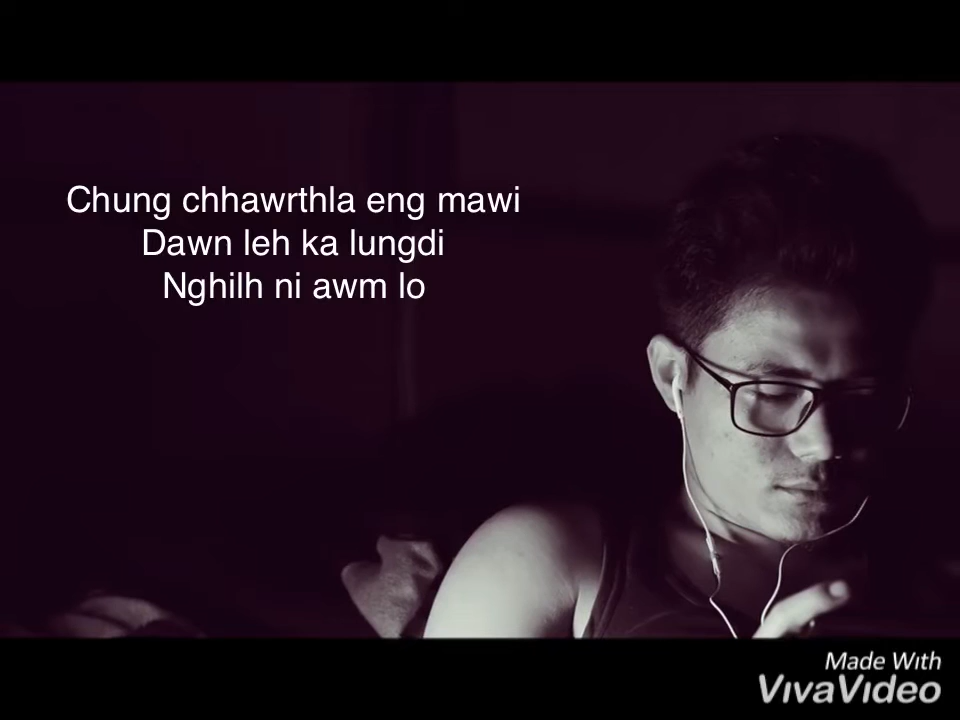 Chung chhawrthla eng mawi
Dawn leh ka lungdi
Nghilh ni awm lo
Made With
VivaVideo